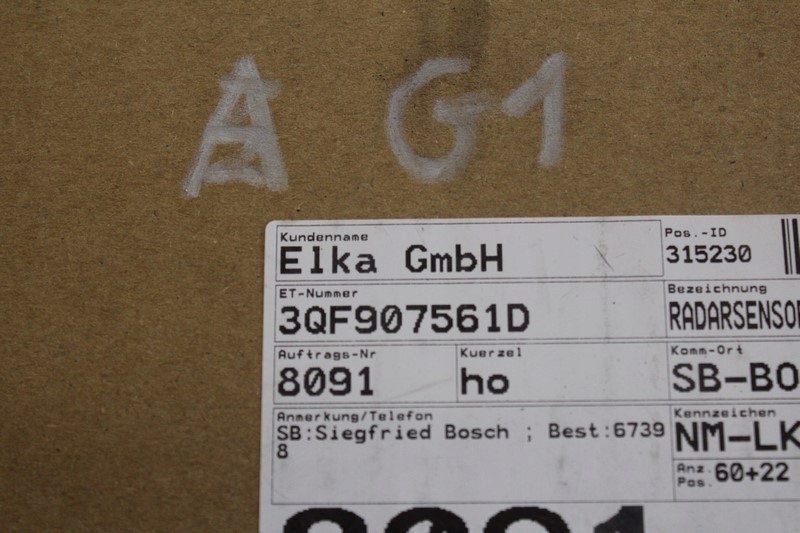 A G1
Kundenname
Elka GmbH
Pos.-ID
315230
ET-Nummer
3QF907561D
Bezeichnung
RADARSENSO
Auftrags-Nr
8091
Kuerzel
ho
Komm-Ort
SB-BO
Anmerkung/Telefon
SB:Siegfried Bosch ; Best:6739
8
Kennzeichen
NM-LK
Anz.
Pos.
60+22